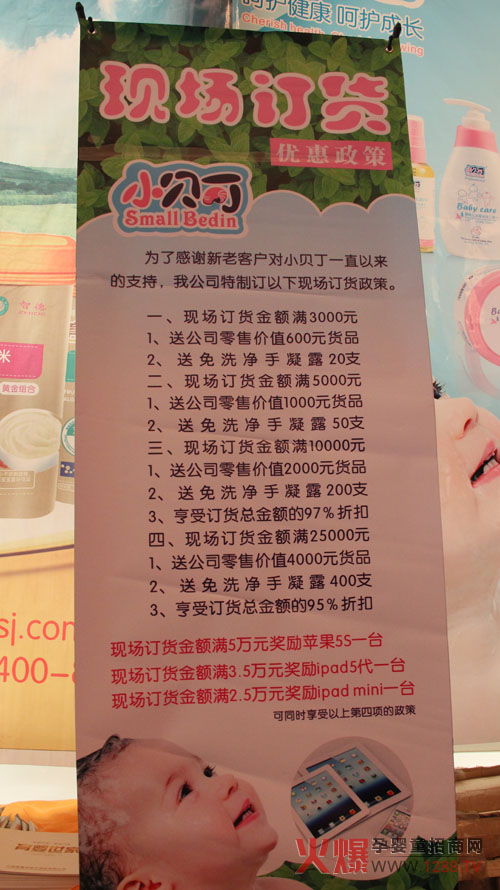 呵护健康 呵护成长
现场订货
优惠政策
小贝丁
Small Bedin
Baby care
为了感谢新老客户对小贝丁一直以来
的支持，我公司特制订以下现场订货政策。
一、现场订货金额满3000元
1、送公司零售价值600元货品
2、送免洗净手凝露20支
二、现场订货金额满5000元
1、送公司零售价值1000元货品
2、送免洗净手凝露50支
三、现场订货金额满10000元
1、送公司零售价值2000元货品
2、送免洗净手凝露200支
3、享受订货总金额的97%折扣
四、现场订货金额满25000元
1、送公司零售价值4000元货品
2、送免洗净手凝露400支
3、亨受订货总金额的95%折扣
现场订货金额满5万元奖励苹果5S一台
现场订货金额满3.5万元奖励ipad5代一台
现场订货金额满2.5万元奖励ipad mini一台
可同时享受以上第四项的政策
米
黄金组合
sj.com
400-8
火爆孕婴童招商网